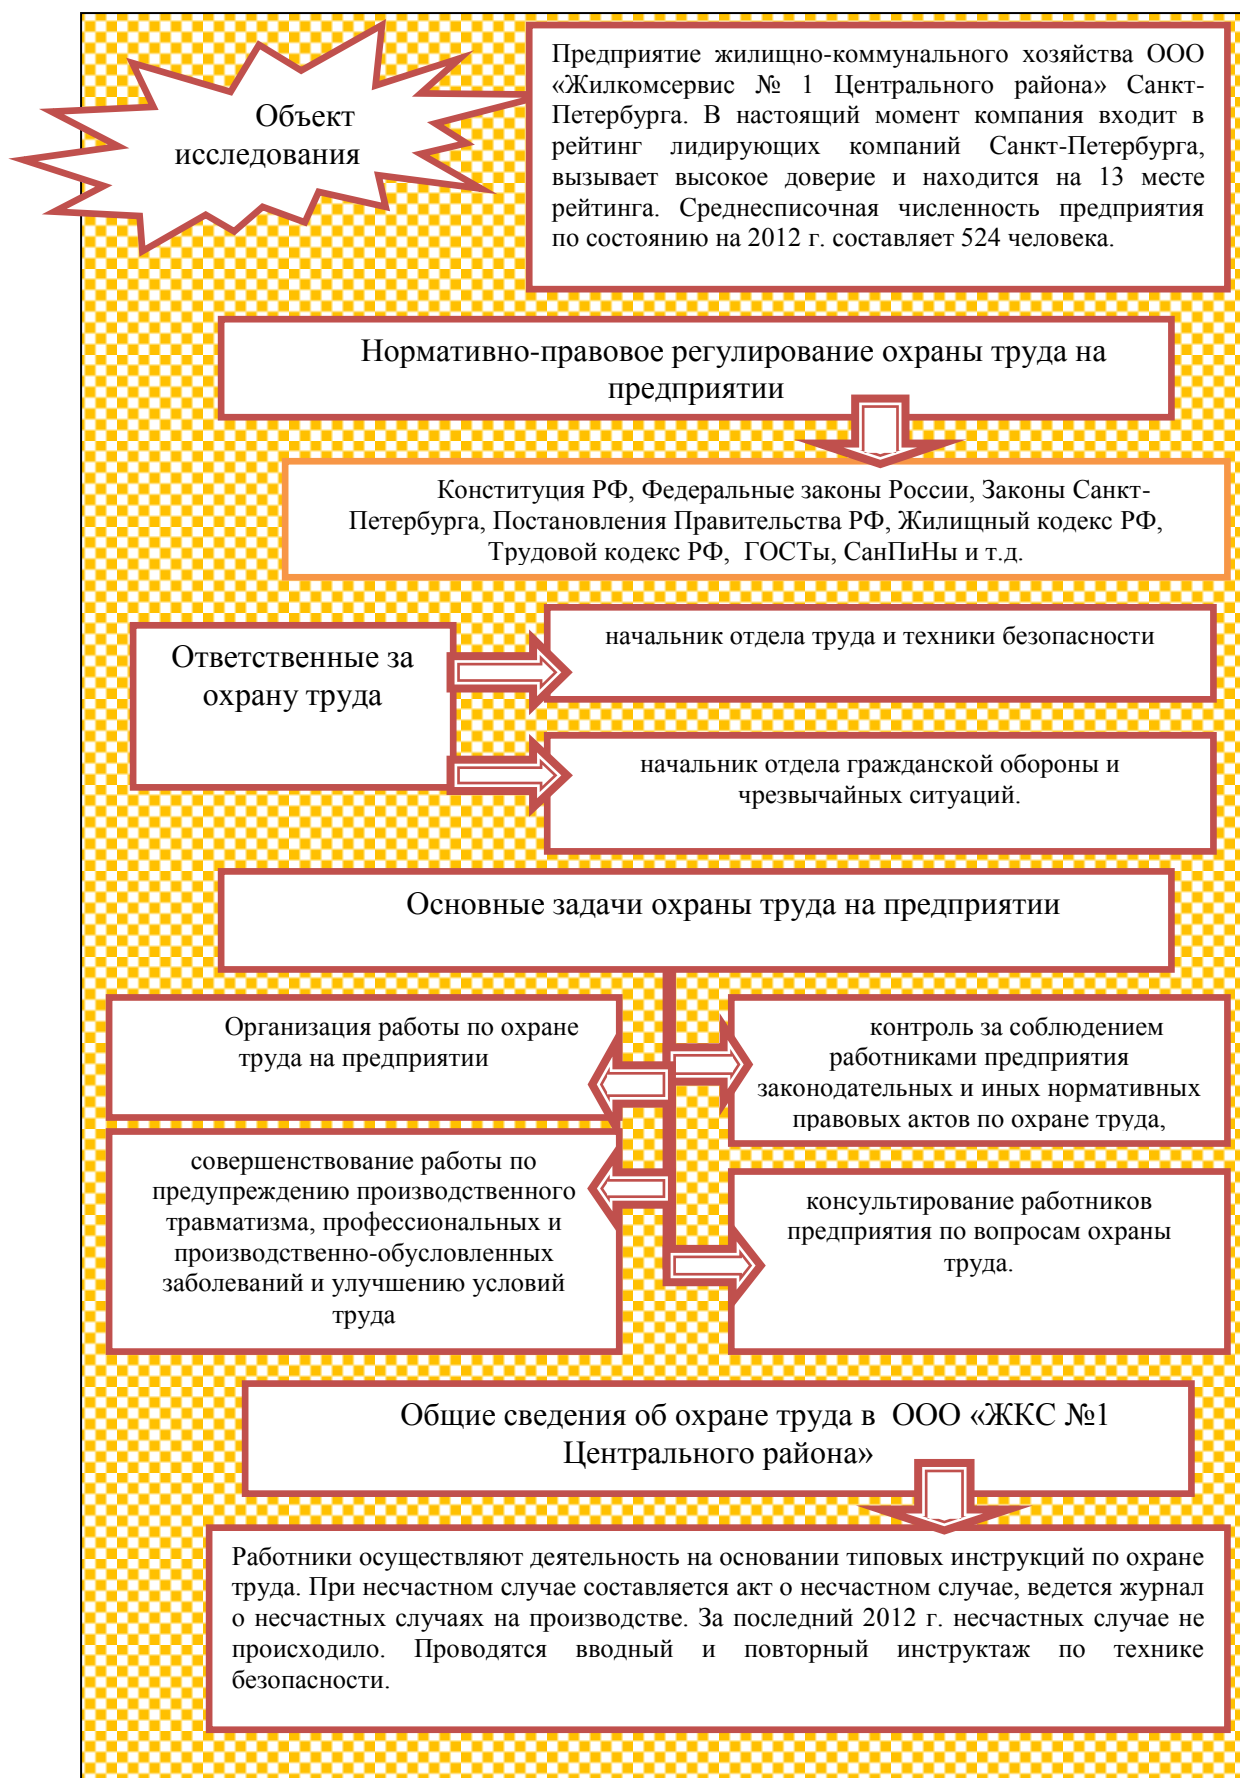 Объект
исследования
Предприятие жилищно-коммунального хозяйства ООО
«Жилкомсервис № 1 Центрального района» Санкт-
Петербурга. В настоящий момент компания входит в
рейтинг лидирующих компаний Санкт-Петербурга,
вызывает высокое доверие и находится на 13 месте
рейтинга. Среднесписочная численность предприятия
по состоянию на 2012 г. составляет 524 человека.
Нормативно-правовое регулирование охраны труда на
предприятии
Конституция РФ, Федеральные законы России, Законы Санкт-
Петербурга, Постановления Правительства РФ, Жилищный кодекс РФ,
Трудовой кодекс РФ, ГОСТы, СанПиНы и т.д.
Ответственные за
охрану труда
начальник отдела труда и техники безопасности
начальник отдела гражданской обороны и
чрезвычайных ситуаций.
Основные задачи охраны труда на предприятии
Организация работы по охране
труда на предприятии
контроль за соблюдением
работниками предприятия
законодательных и иных нормативных
правовых актов по охране труда,
совершенствование работы по
предупреждению производственного
травматизма, профессиональных и
производственно-обусловленных
заболеваний и улучшению условий
труда
консультирование работников
предприятия по вопросам охраны
труда.
Общие сведения об охране труда в ООО «ЖКС №1
Центрального района»
Работники осуществляют деятельность на основании типовых инструкций по охране
труда. При несчастном случае составляется акт о несчастном случае, ведется журнал
о несчастных случаях на производстве. За последний 2012 г. несчастных случае не
происходило. Проводятся вводный и повторный инструктаж по технике
безопасности.